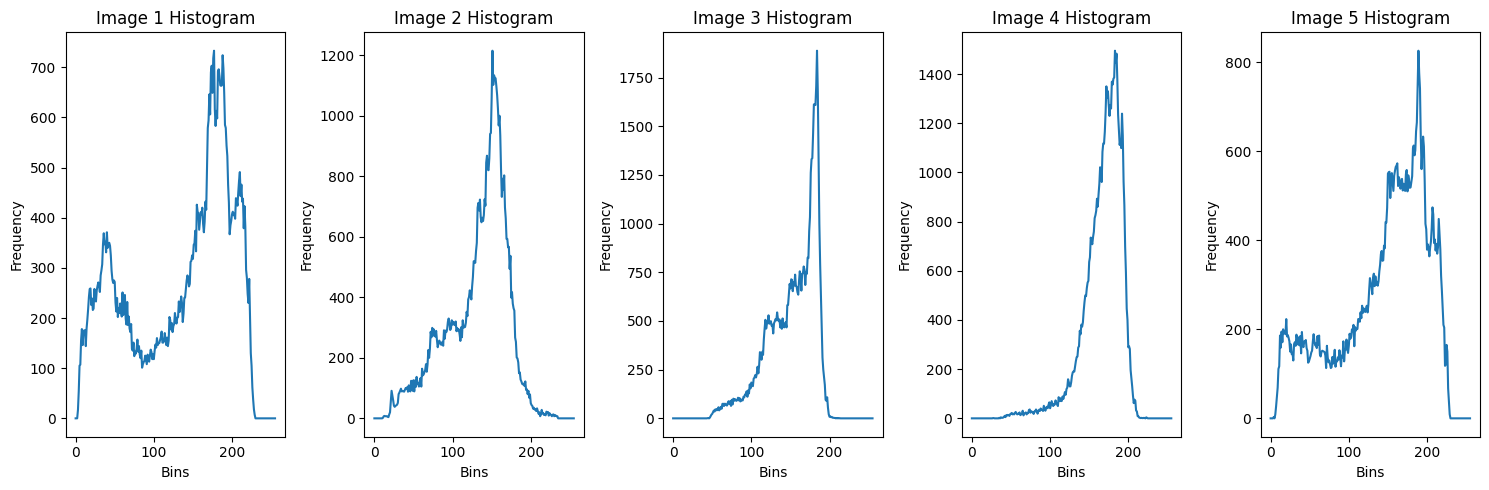 Image 1 Histogram
Frequency
700
600
500
400
300
200
100
0
0 100 200
Bins
Image 2 Histogram
Frequency
1200
1000
800
600
400
200
0
0 100 200
Bins
Image 3 Histogram
Frequency
1750
1500
1250
1000
750
500
250
0
0 100 200
Bins
Image 4 Histogram
Frequency
1400
1200
1000
800
600
400
200
0
0 100 200
Bins
Image 5 Histogram
Frequency
800
600
400
200
0
0 100 200
Bins